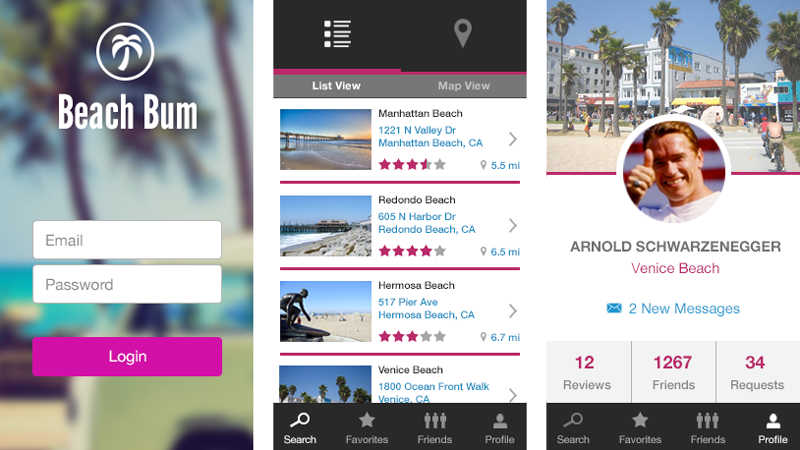 Beach Bum
Email
Password
Login
List View
Map View
Manhattan Beach
1221 N Valley Dr
Manhattan Beach, CA
5.5 mi
Redondo Beach
605 N Harbor Dr
Redondo Beach, CA
6.5 mi
Hermosa Beach
517 Pier Ave
Hermosa Beach, CA
6.7 mi
Venice Beach
1800 Ocean Front Walk
Venice, CA
Search
Favorites
Friends
Profile
ARNOLD SCHWARZENEGGER
Venice Beach
2 New Messages
12
Reviews
1267
Friends
34
Requests
Search
Favorites
Friends
Profile